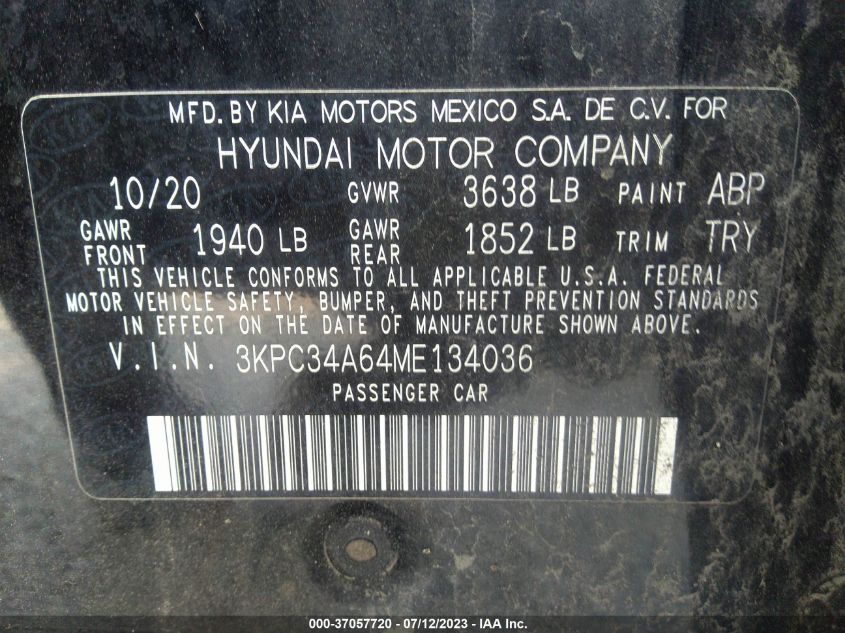 MFD. BY KIA MOTORS MEXICO S.A. DE C.V. FOR
HYUNDAI MOTOR COMPANY
10/20 GVWR 3638 LB PAINT ABP
GAWR FRONT 1940 LB GAWR REAR 1852 LB TRIM TRY
THIS VEHICLE CONFORMS TO ALL APPLICABLE U.S.A. FEDERAL
MOTOR VEHICLE SAFETY, BUMPER, AND THEFT PREVENTION STANDARDS
IN EFFECT ON THE DATE OF MANUFACTURE SHOWN ABOVE.
V.I.N. 3KPC34A64ME134036
PASSENGER CAR
000-37057720 - 07/12/2023 - IAA Inc.